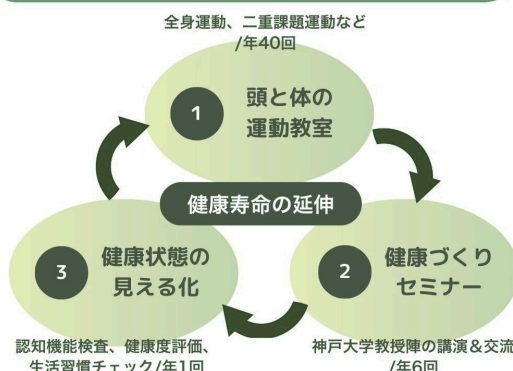 全身運動、二重課題運動など
/年40回
1
頭と体の
運動教室
健康寿命の延伸
3
健康状態の
見える化
2
健康づくり
セミナー
認知機能検査、健康度評価、
生活習慣チェック/年1回
神戸大学教授陣の講演&交流
/年6回